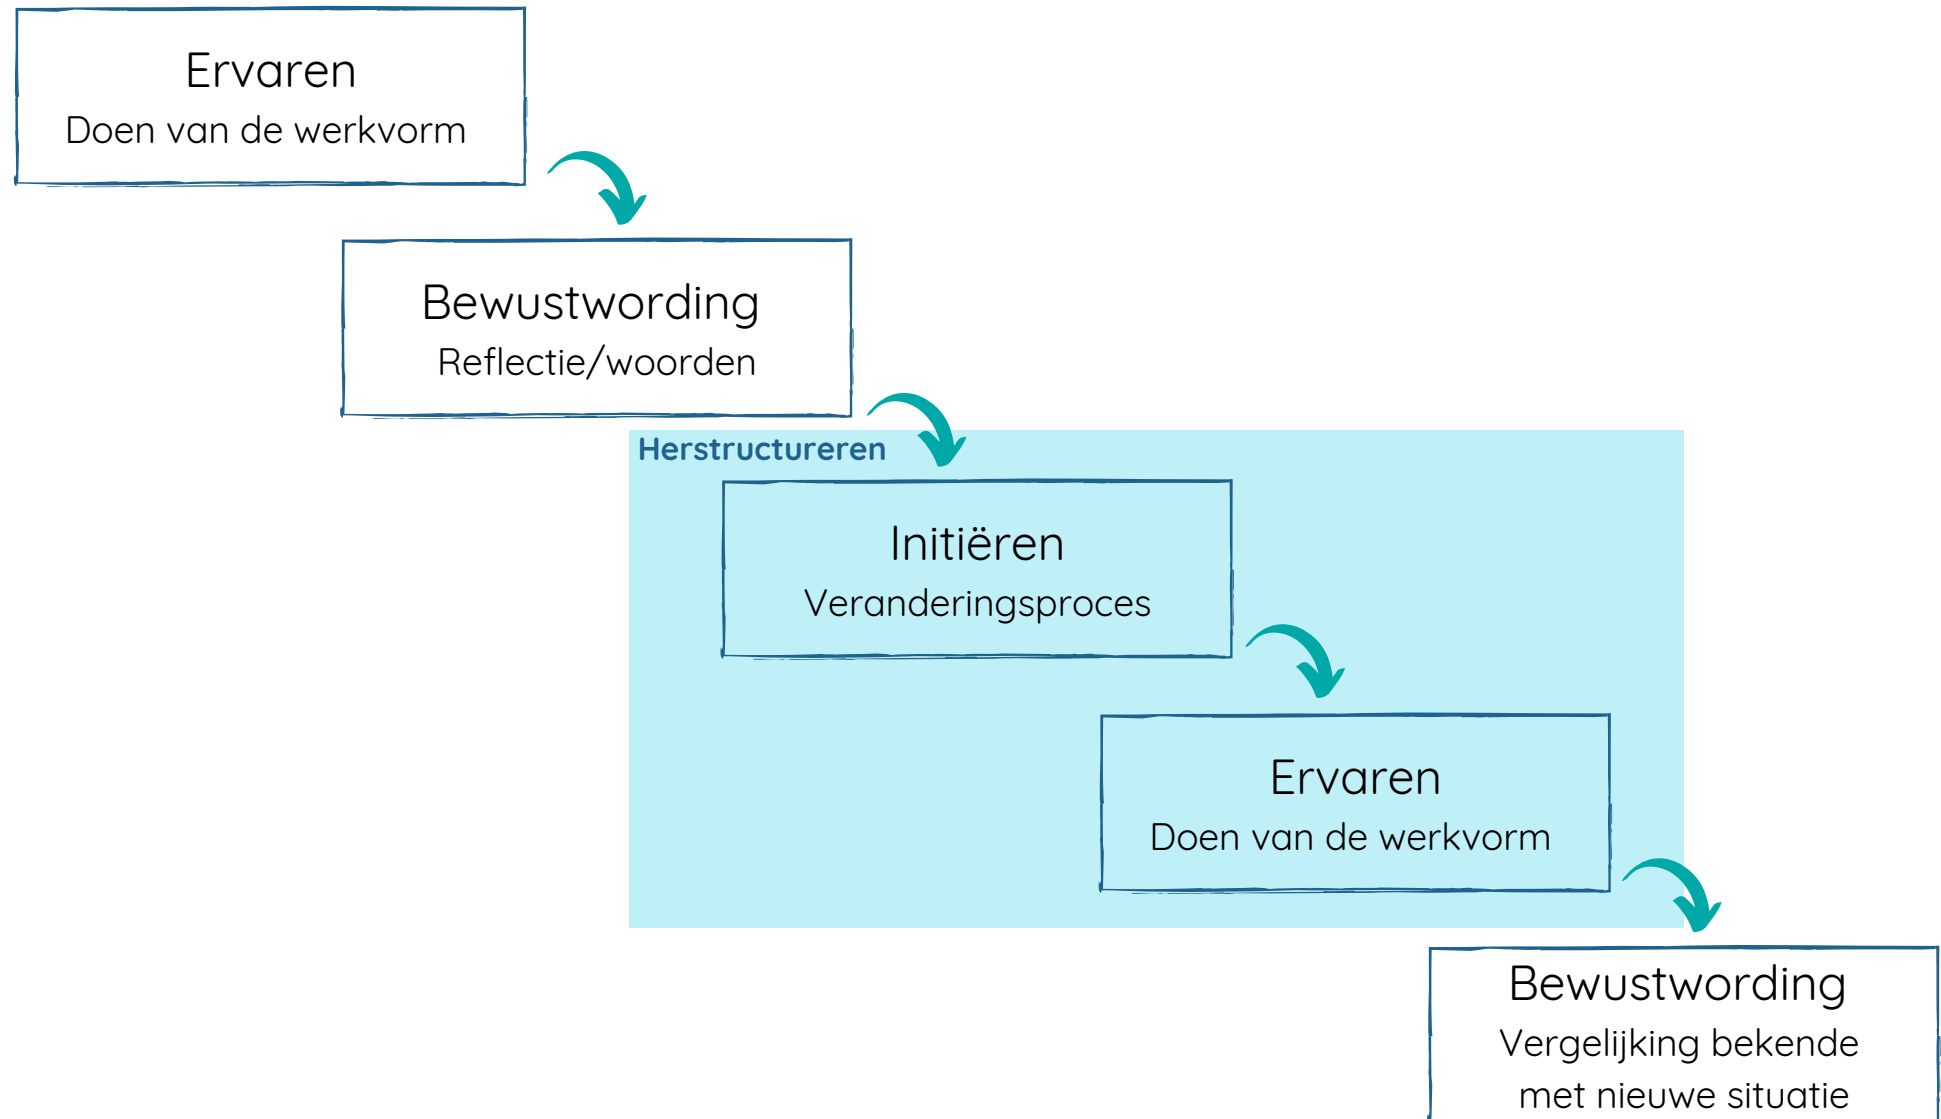 Ervaren
Doen van de werkvorm
Bewustwording
Reflectie/woorden
Herstructureren
Initiëren
Veranderingsproces
Ervaren
Doen van de werkvorm
Bewustwording
Vergelijking bekende
met nieuwe situatie